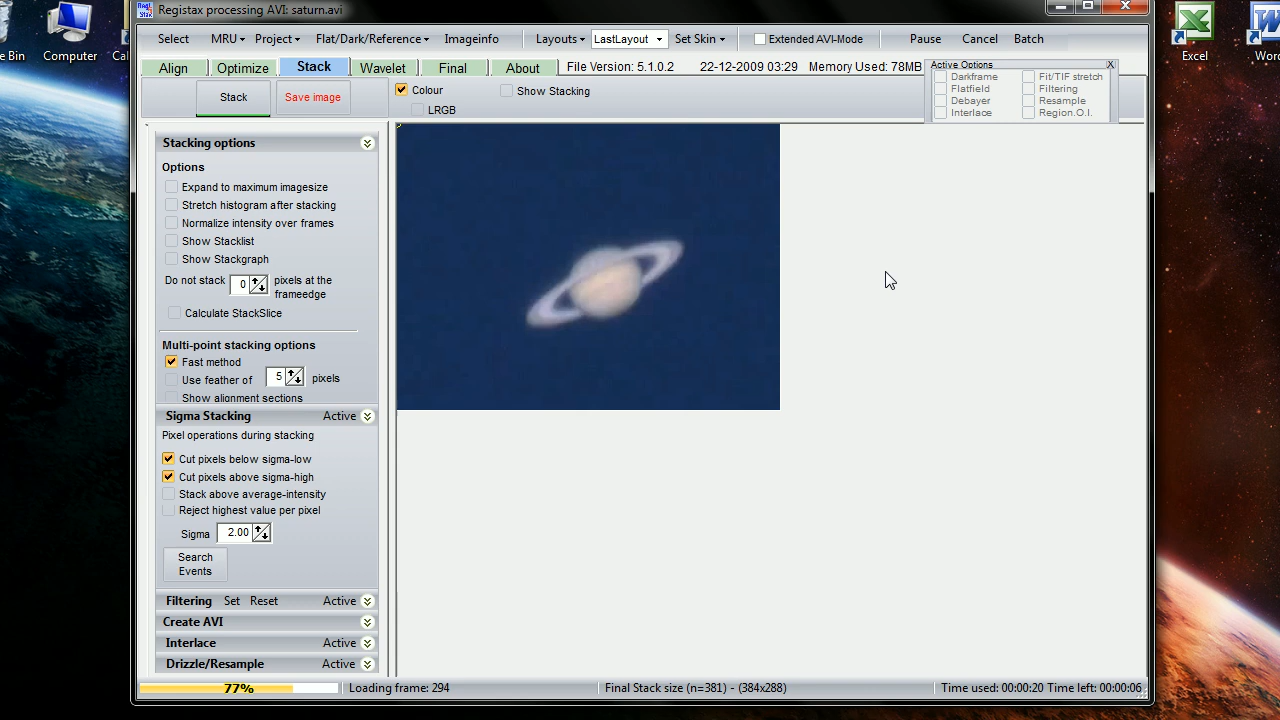 Registax processing AVI: saturn.avi
Select MRU Project Flat/Dark/Reference Imageinfo Layouts LastLayout Set Skin Extended AVI-Mode Pause Cancel Batch
Align Optimize Stack Wavelet Final About FE Version: 5.1.0.2 22-12-2009 03:29 Memory Used: 78MB
Active Options X
Darkframe Fit/TIF stretch
Flatfield Filtering
Debayer Resample
Interlace Region.O.I.
Stack Save image Colour Show Stacking
LRGB
Stacking options
Options
Expand to maximum imagesize
Stretch histogram after stacking
Normalize intensity over frames
Show Stacklist
Show Stackgraph
Do not stack 0 pixels at the
frameedge
Calculate StackSlice
Multi-point stacking options
Fast method
Use feather of 5 pixels
Show alignment sections
Sigma Stacking Active
Pixel operations during stacking
Cut pixels below sigma-low
Cut pixels above sigma-high
Stack above average-intensity
Reject highest value per pixel
Sigma 2.00
Search
Events
Filtering Set Reset Active
Create AVI
Interlace Active
Drizzle/Resample Active
77% Loading frame: 294 Final Stack size (n=381) - (384x288) Time used: 00:00:20 Time left: 00:00:06
e Bin Computer Cal
Excel Word